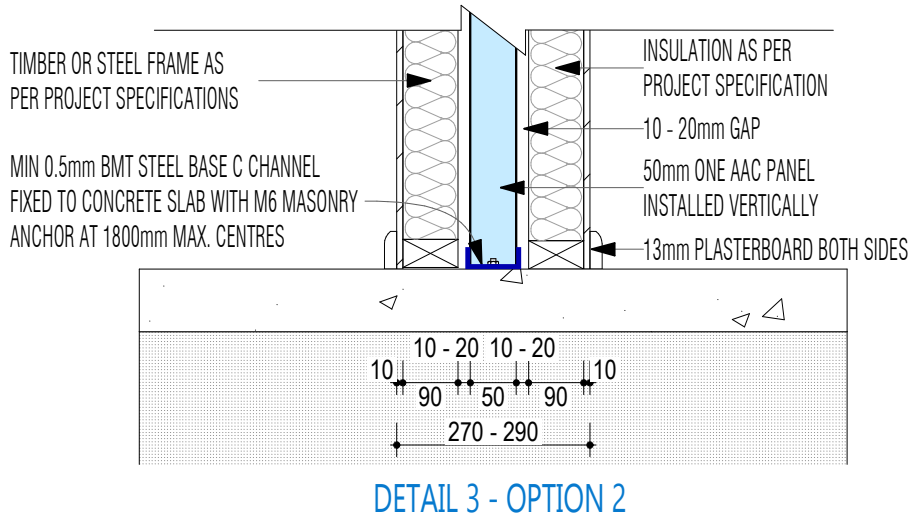 TIMBER OR STEEL FRAME AS
PER PROJECT SPECIFICATIONS
MIN 0.5mm BMT STEEL BASE C CHANNEL
FIXED TO CONCRETE SLAB WITH M6 MASONRY
ANCHOR AT 1800mm MAX. CENTRES
INSULATION AS PER
PROJECT SPECIFICATION
10 - 20mm GAP
50mm ONE AAC PANEL
INSTALLED VERTICALLY
13mm PLASTERBOARD BOTH SIDES
10 - 20 10 - 20
10 10
90 50 90
270 - 290
DETAIL 3 - OPTION 2